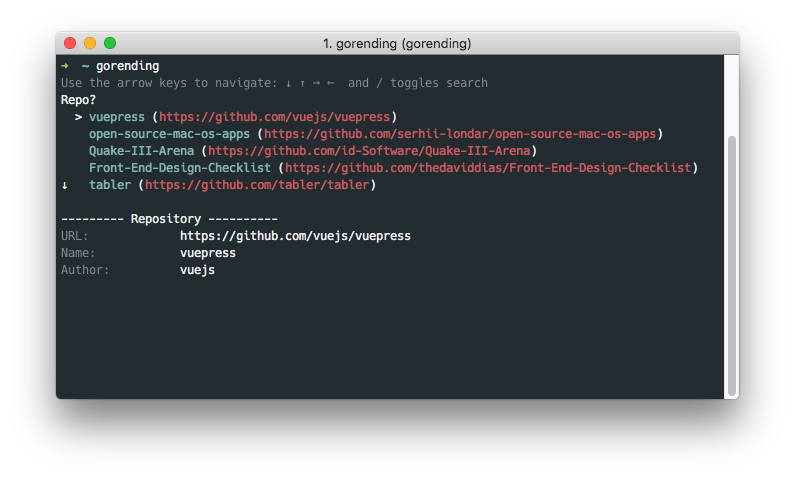 1. gorending (gorending)
➜ ~ gorending
Use the arrow keys to navigate: ↓ ↑ → ← and / toggles search
Repo?
> vuepress (https://github.com/vuejs/vuepress)
open-source-mac-os-apps (https://github.com/serhii-londar/open-source-mac-os-apps)
Quake-III-Arena (https://github.com/id-Software/Quake-III-Arena)
Front-End-Design-Checklist (https://github.com/thedaviddias/Front-End-Design-Checklist)
↓ tabler (https://github.com/tabler/tabler)
--------- Repository ----------
URL: https://github.com/vuejs/vuepress
Name: vuepress
Author: vuejs